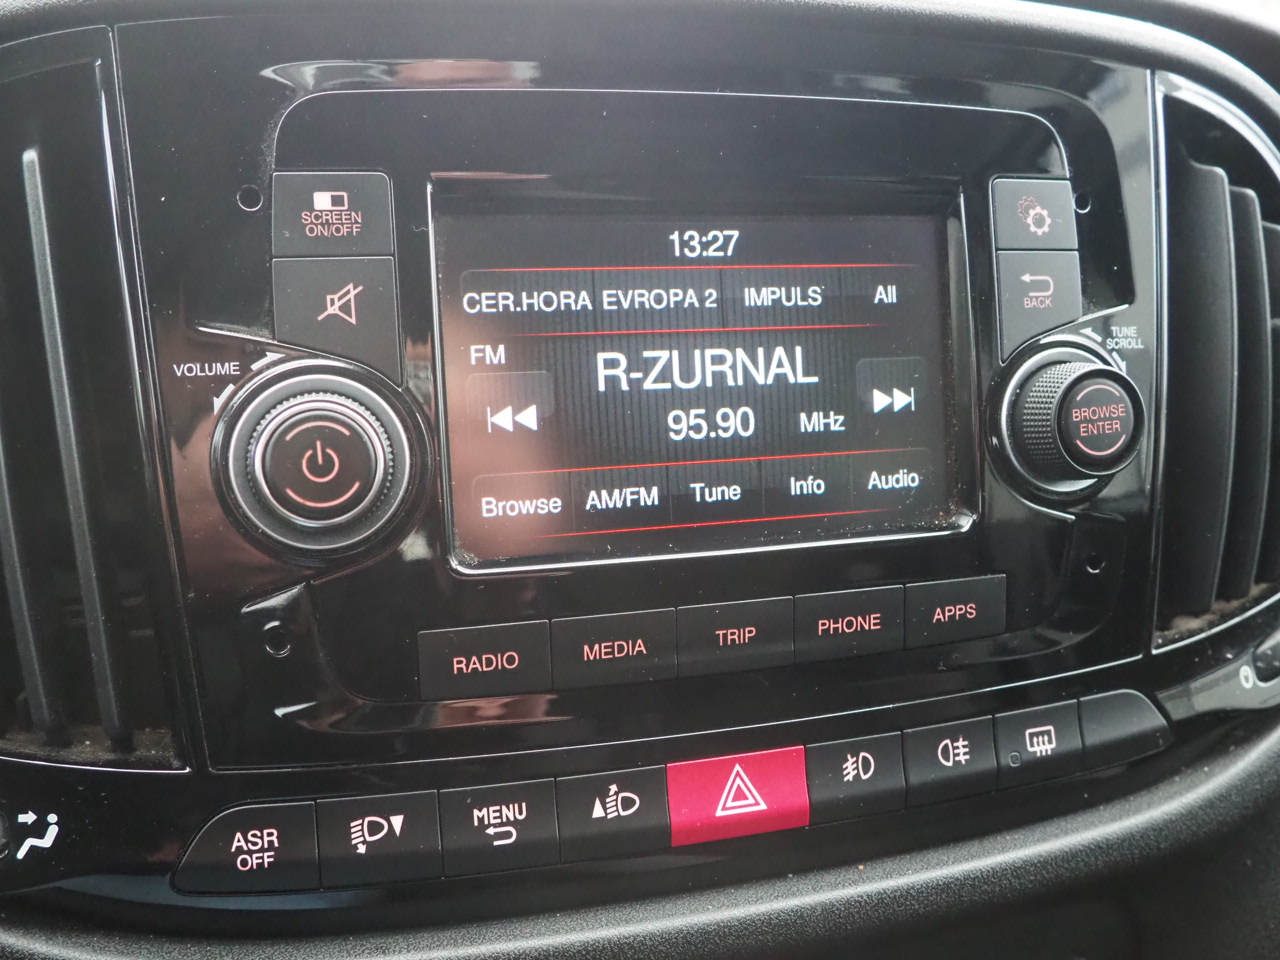 SCREEN
ON/OFF
13:27
CER.HORA EVROPA 2 IMPULS All
BACK
VOLUME
TUNE
SCROLL
FM
R-ZURNAL
95.90 MHz
BROWSE
ENTER
Browse AM/FM Tune Info Audio
RADIO MEDIA TRIP PHONE APPS
ASR
OFF
MENU